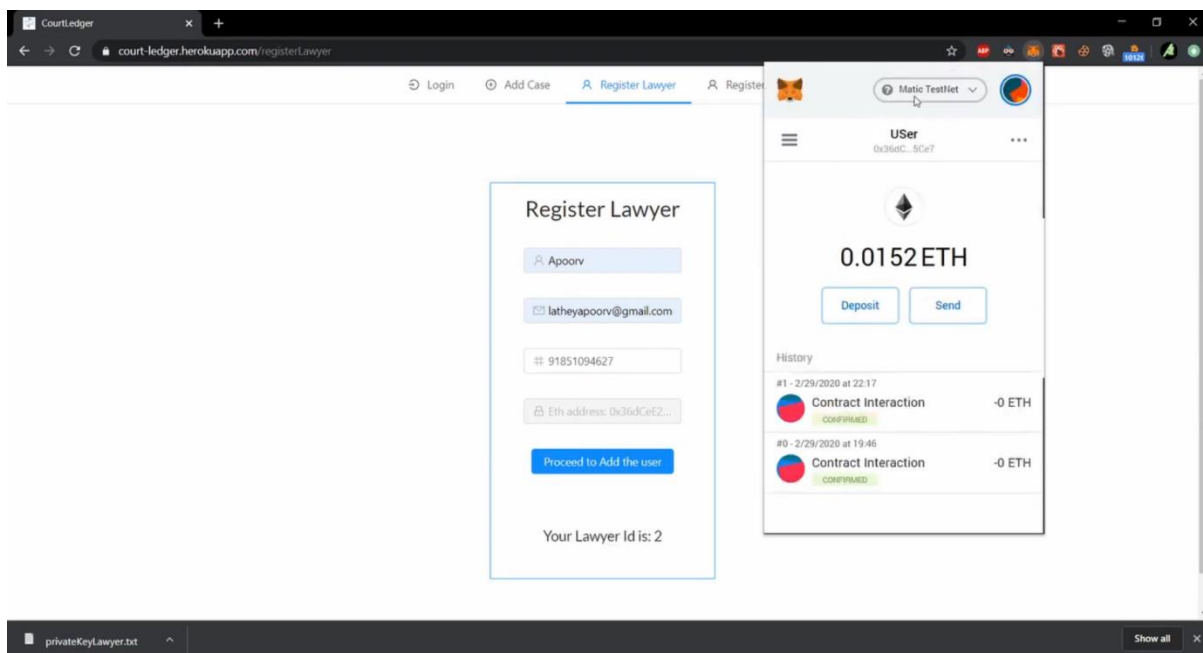 CourtLedger
court-ledger.herokuapp.com/registerLawyer
ABP
1012t
Login Add Case Register Lawyer Register
Matic TestNet
USer
0x36dC...5Ce7
0.0152 ETH
Deposit Send
History
#1 - 2/29/2020 at 22:17
Contract Interaction -0 ETH
CONFIRMED
#0 - 2/29/2020 at 19:46
Contract Interaction -0 ETH
CONFIRMED
Register Lawyer
Apoorv
latheyapoorv@gmail.com
# 91851094627
Eth address: 0x36dCeE2...
Proceed to Add the user
Your Lawyer Id is: 2
privateKeyLawyer.txt
Show all